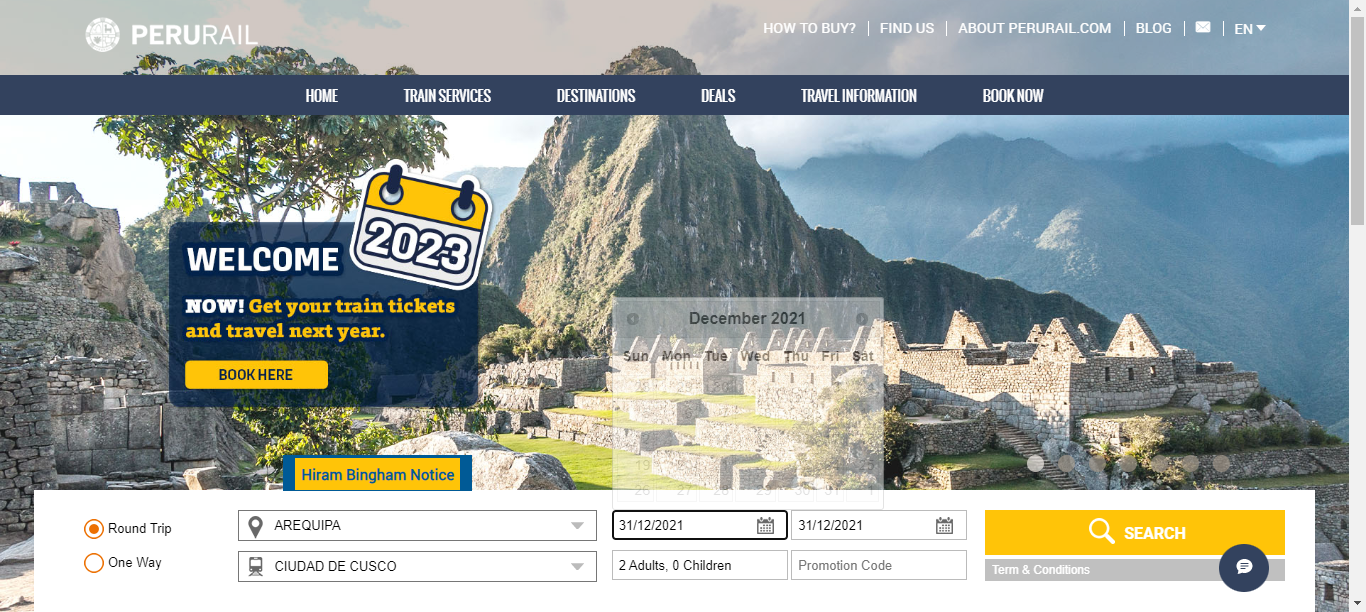 PERURAIL
HOW TO BUY?
FIND US
ABOUT PERURAIL.COM
BLOG
EN
HOME
TRAIN SERVICES
DESTINATIONS
DEALS
TRAVEL INFORMATION
BOOK NOW
2023
WELCOME
NOW! Get your train tickets
and travel next year.
BOOK HERE
December 2021
Sun Mon Tue Wed Thu Fri Sat
19
26 27 28 29 30 31 1
Hiram Bingham Notice
Round Trip
One Way
AREQUIPA
CIUDAD DE CUSCO
31/12/2021
31/12/2021
2 Adults, 0 Children
Promotion Code
SEARCH
Term & Conditions